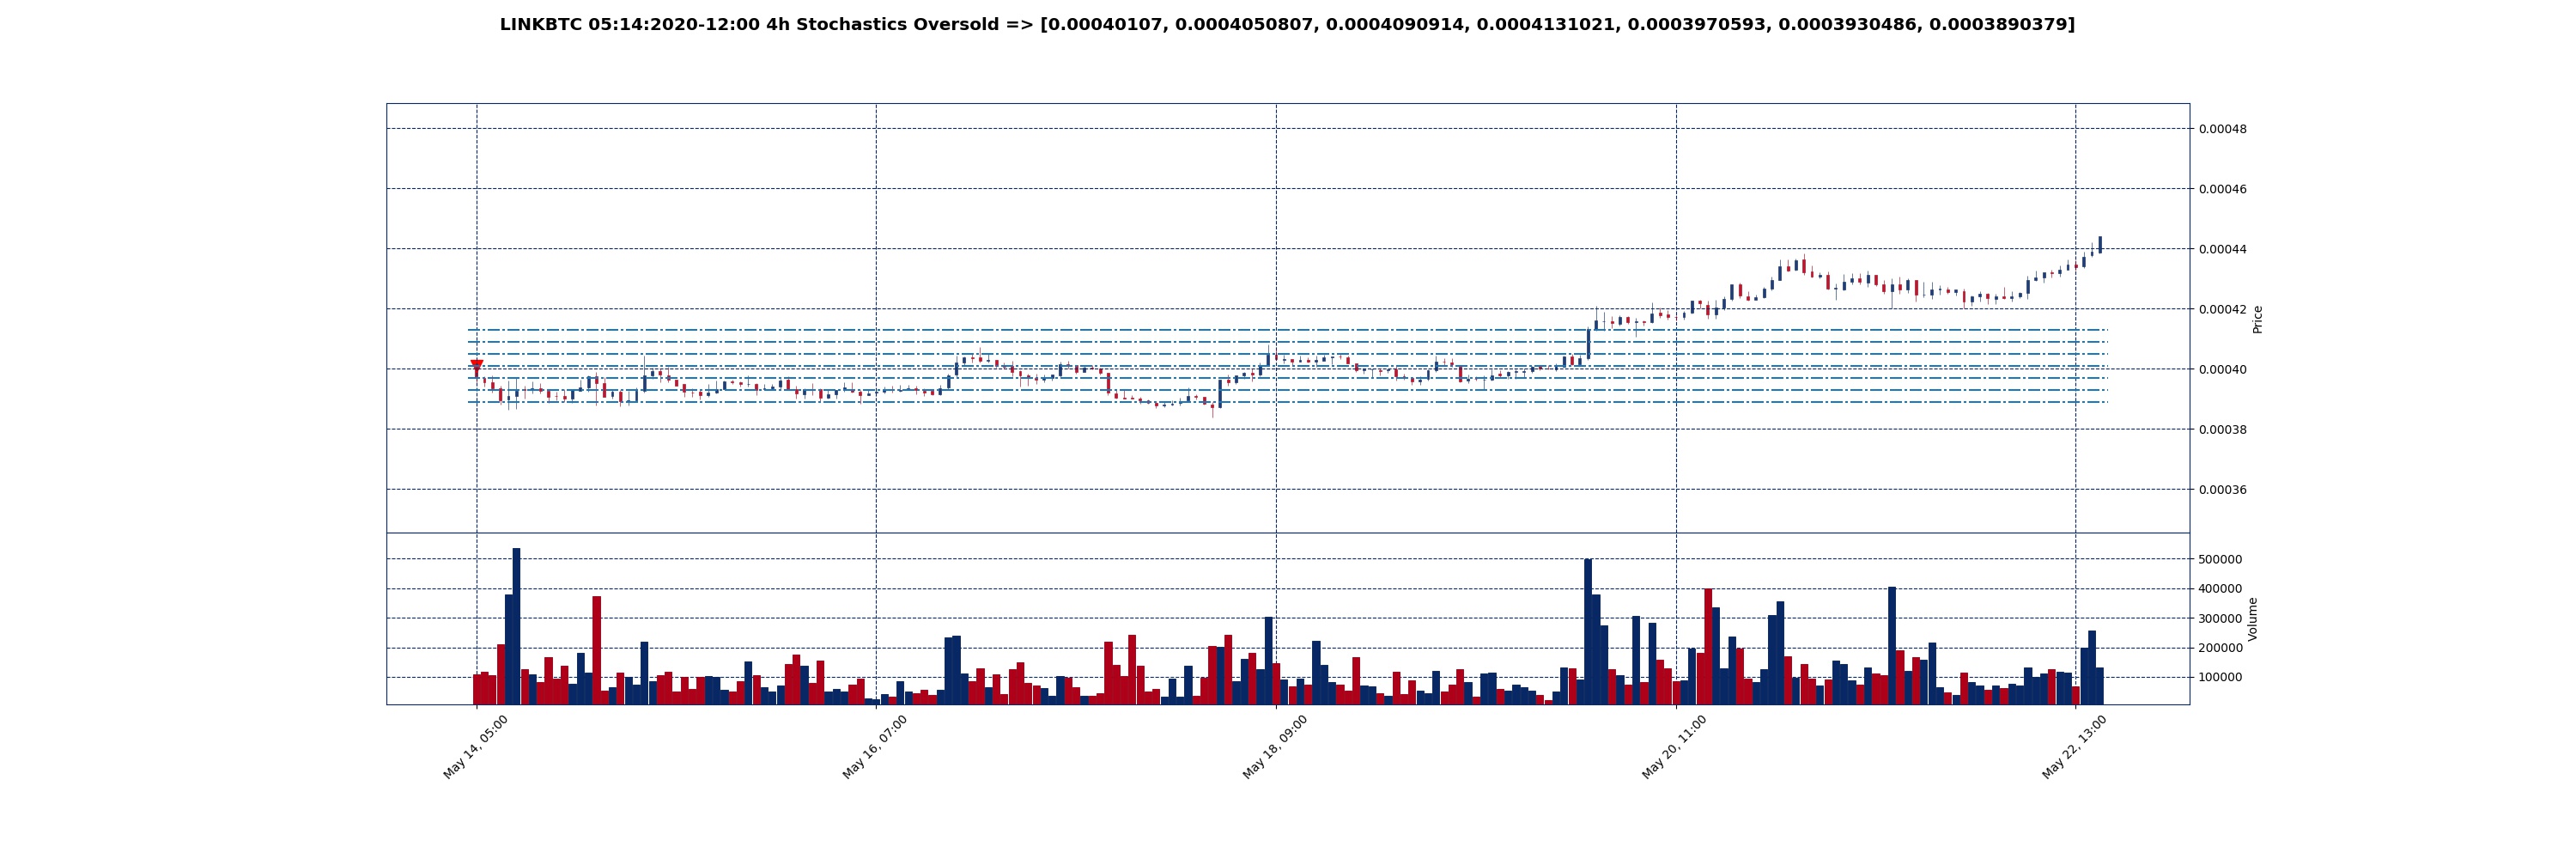 LINKBTC 05:14:2020-12:00 4h Stochastics Oversold => [0.00040107, 0.0004050807, 0.0004090914, 0.0004131021, 0.0003970593, 0.0003930486, 0.0003890379]
0.00048
0.00046
0.00044
0.00042
0.00040
0.00038
0.00036
Price
500000
400000
300000
200000
100000
Volume
May 14, 05:00
May 16, 07:00
May 18, 09:00
May 20, 11:00
May 22, 13:00